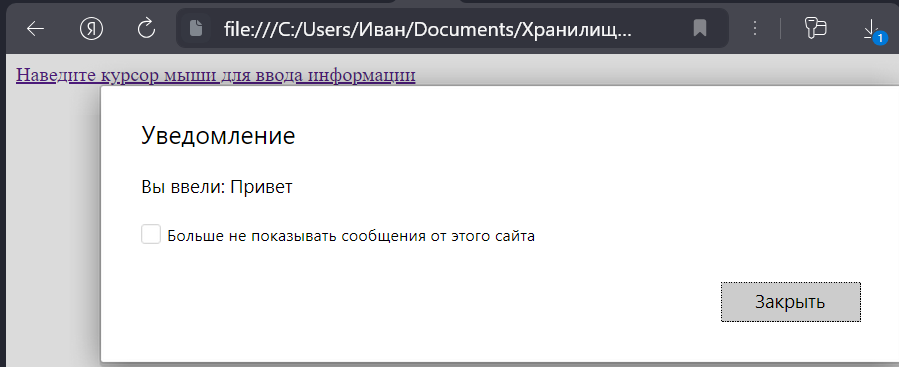 Я file:///C:/Users/Иван/Documents/Хранилищ... 1
Наведите курсор мыши для ввода информации
Уведомление
Вы ввели: Привет
Больше не показывать сообщения от этого сайта
Закрыть